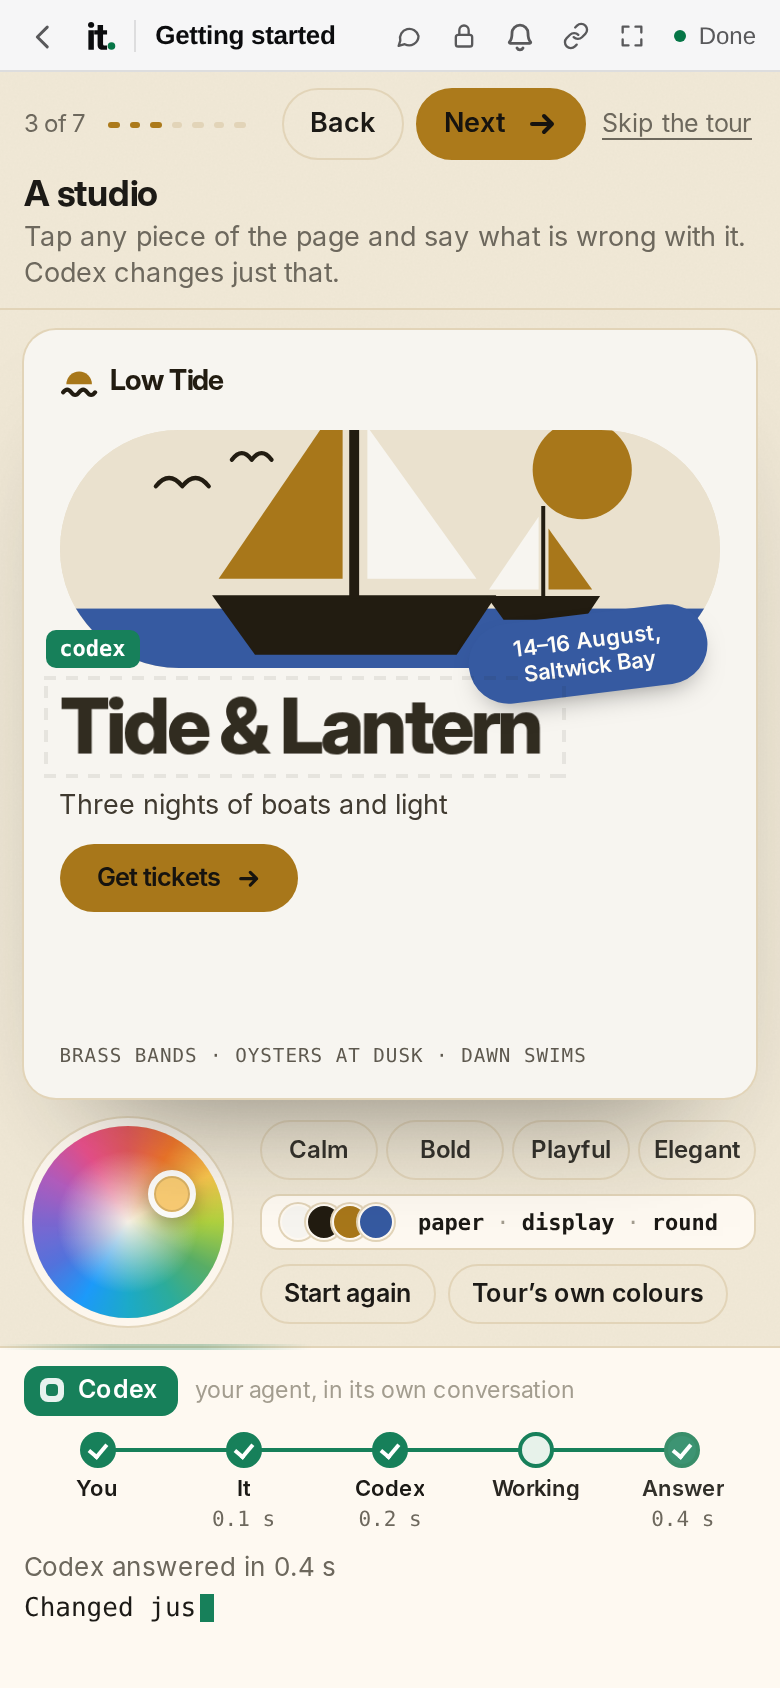 it. Getting started Done
3 of 7 Back Next Skip the tour
A studio
Tap any piece of the page and say what is wrong with it.
Codex changes just that.
Low Tide
14–16 August,
Saltwick Bay
codex
Tide & Lantern
Three nights of boats and light
Get tickets
BRASS BANDS · OYSTERS AT DUSK · DAWN SWIMS
Calm Bold Playful Elegant
paper · display · round
Start again Tour’s own colours
Codex your agent, in its own conversation
You It Codex Working Answer
0.1 s 0.2 s 0.4 s
Codex answered in 0.4 s
Changed jus